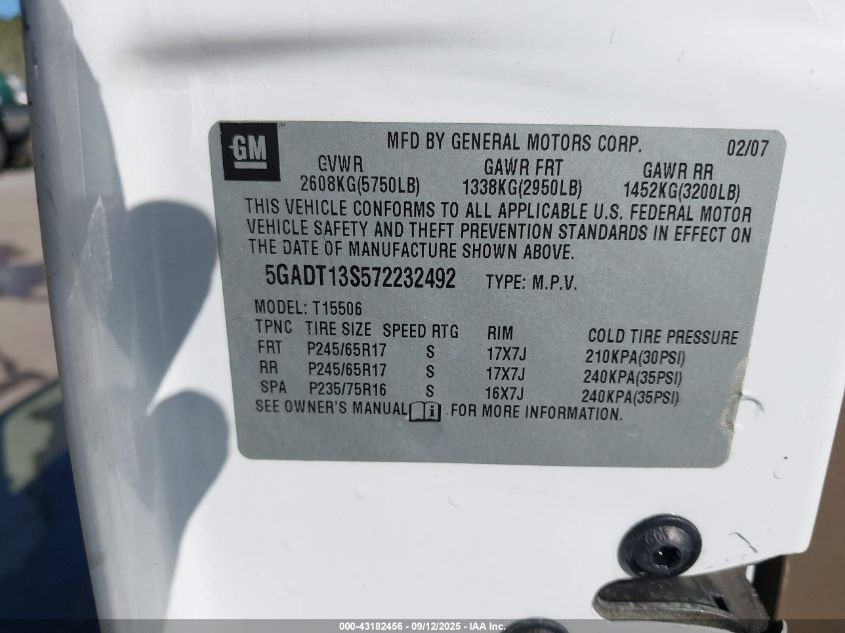 GM™ MFD BY GENERAL MOTORS CORP. 02/07
GVWR GAWR FRT GAWR RR
2608KG(5750LB) 1338KG(2950LB) 1452KG(3200LB)
THIS VEHICLE CONFORMS TO ALL APPLICABLE U.S. FEDERAL MOTOR
VEHICLE SAFETY AND THEFT PREVENTION STANDARDS IN EFFECT ON
THE DATE OF MANUFACTURE SHOWN ABOVE.
5GADT13S572232492 TYPE: M.P.V.
MODEL: T15506
TPNC TIRE SIZE SPEED RTG RIM COLD TIRE PRESSURE
FRT P245/65R17 S 17X7J 210KPA(30PSI)
RR P245/65R17 S 17X7J 240KPA(35PSI)
SPA P235/75R16 S 16X7J 240KPA(35PSI)
SEE OWNER'S MANUAL i FOR MORE INFORMATION.
000-43182456 - 09/12/2025 - IAA Inc.